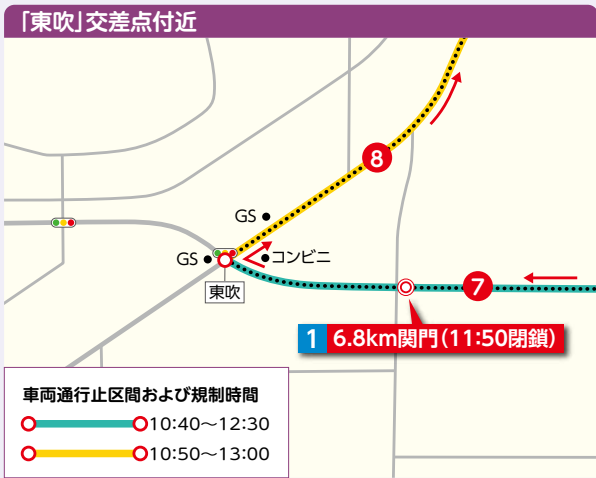 「東吹」交差点付近
8
GS
GS
コンビニ
東吹
7
1 6.8km関門(11:50閉鎖)
車両通行止区間および規制時間
10:40〜12:30
10:50〜13:00